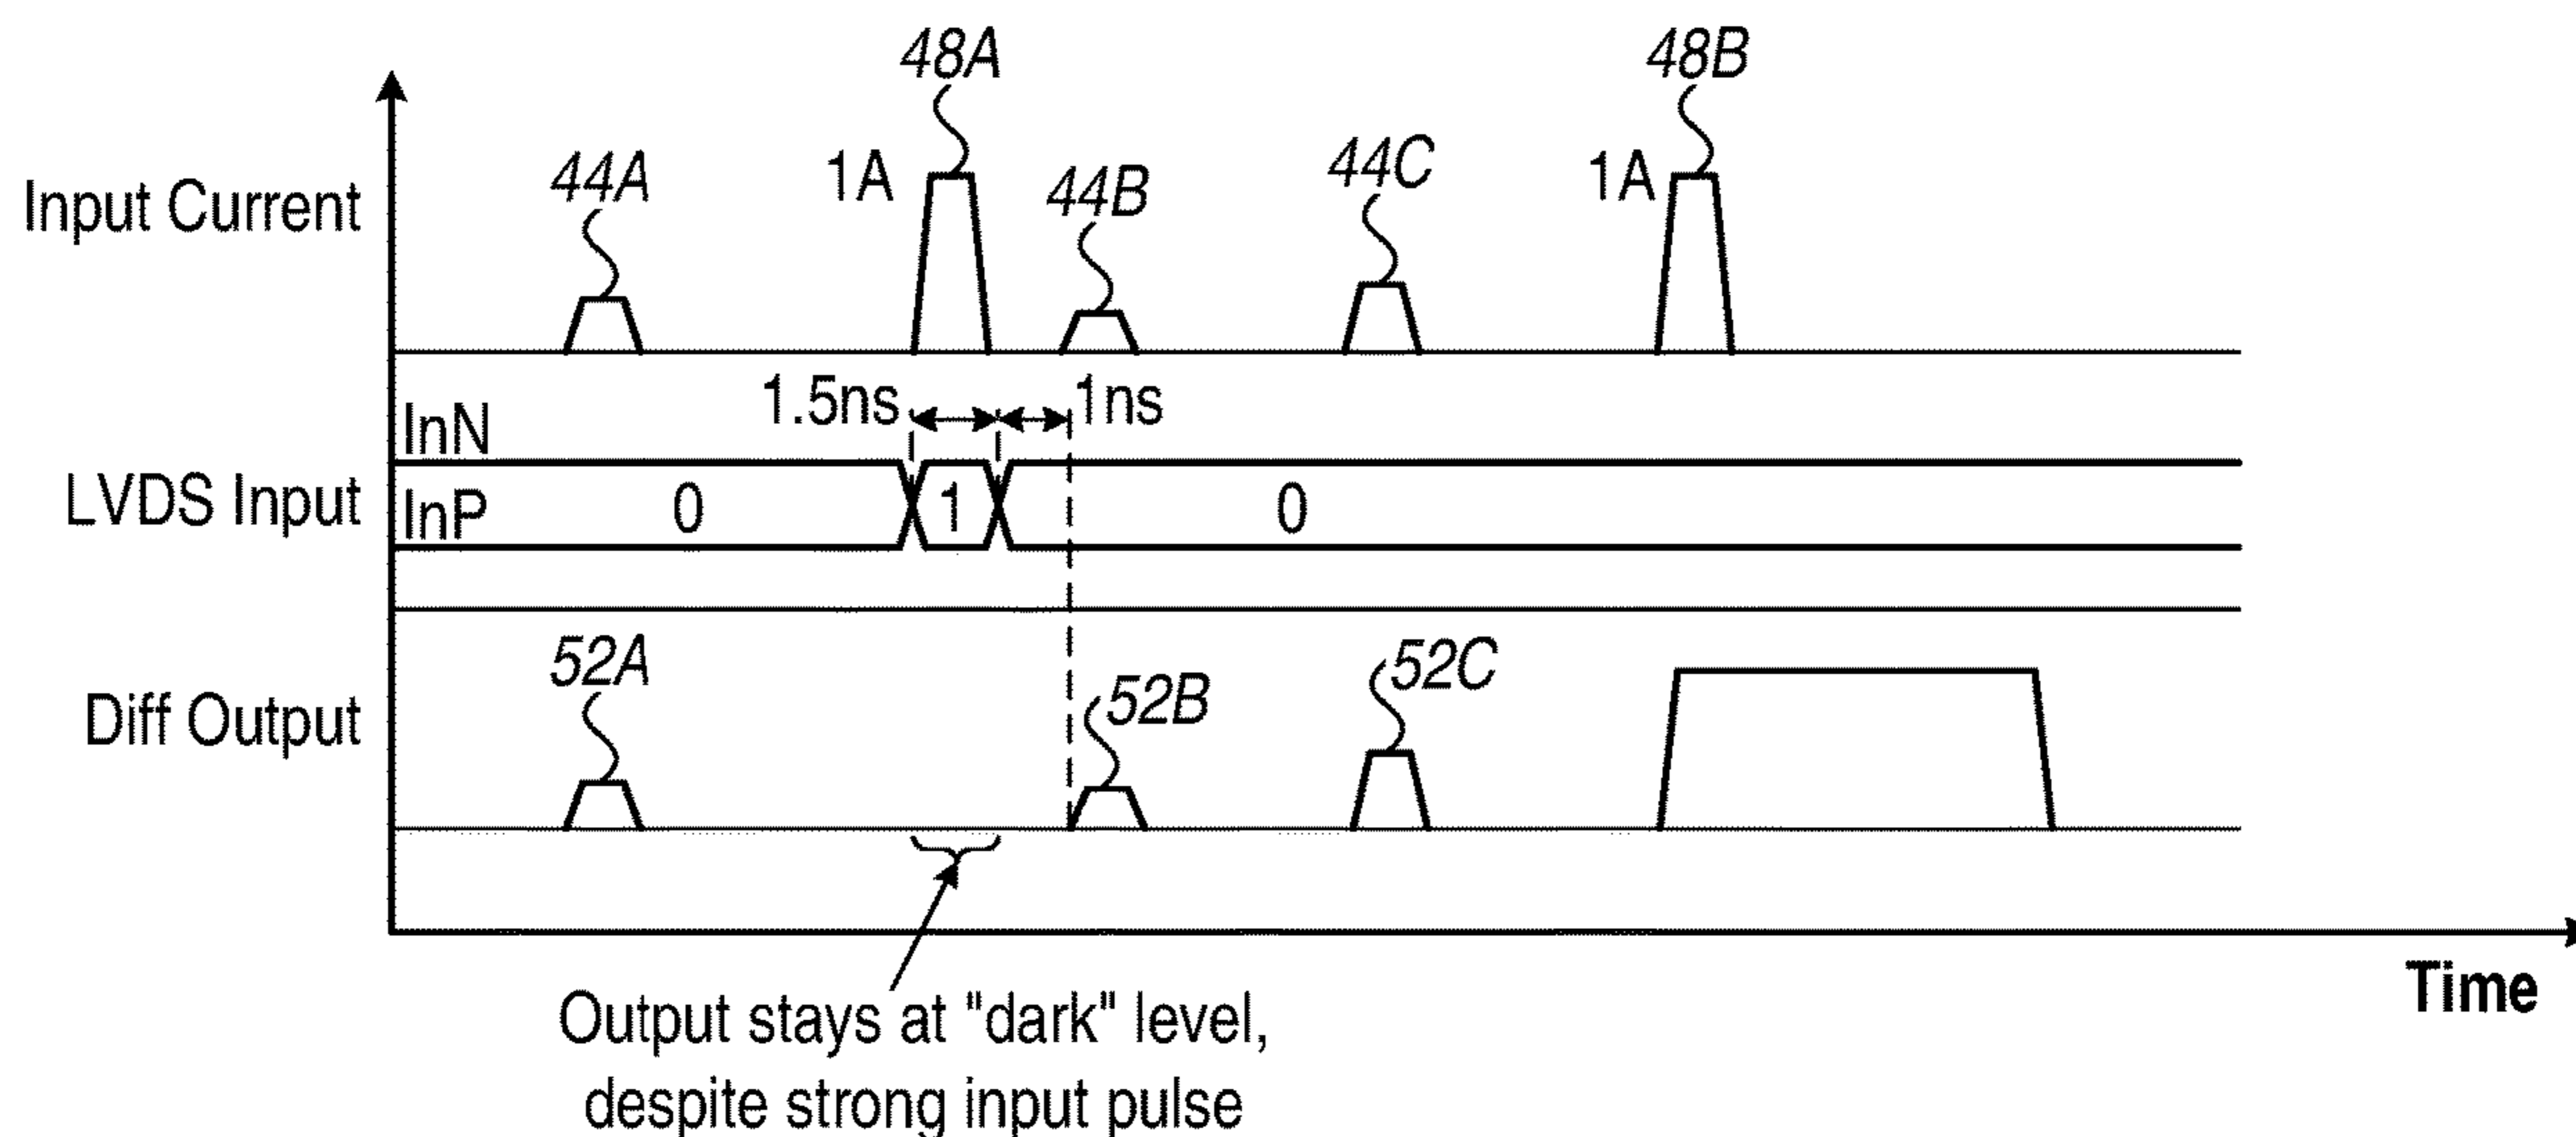 48A
48B
44A
1A
44B
44C
1A
Input Current
1.5ns
1ns
InN
LVDS Input
InP
0
1
0
52A
52B
52C
Diff Output
Time
Output stays at "dark" level,
despite strong input pulse